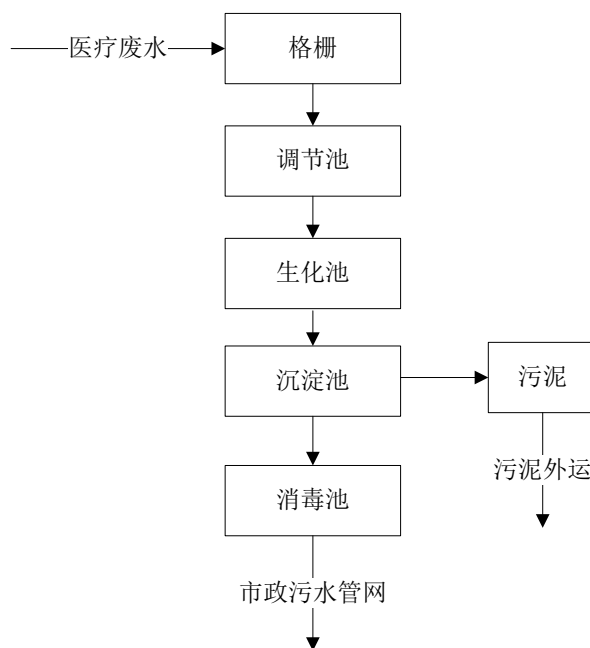 医疗废水
格栅
调节池
生化池
沉淀池
污泥
污泥外运
消毒池
市政污水管网